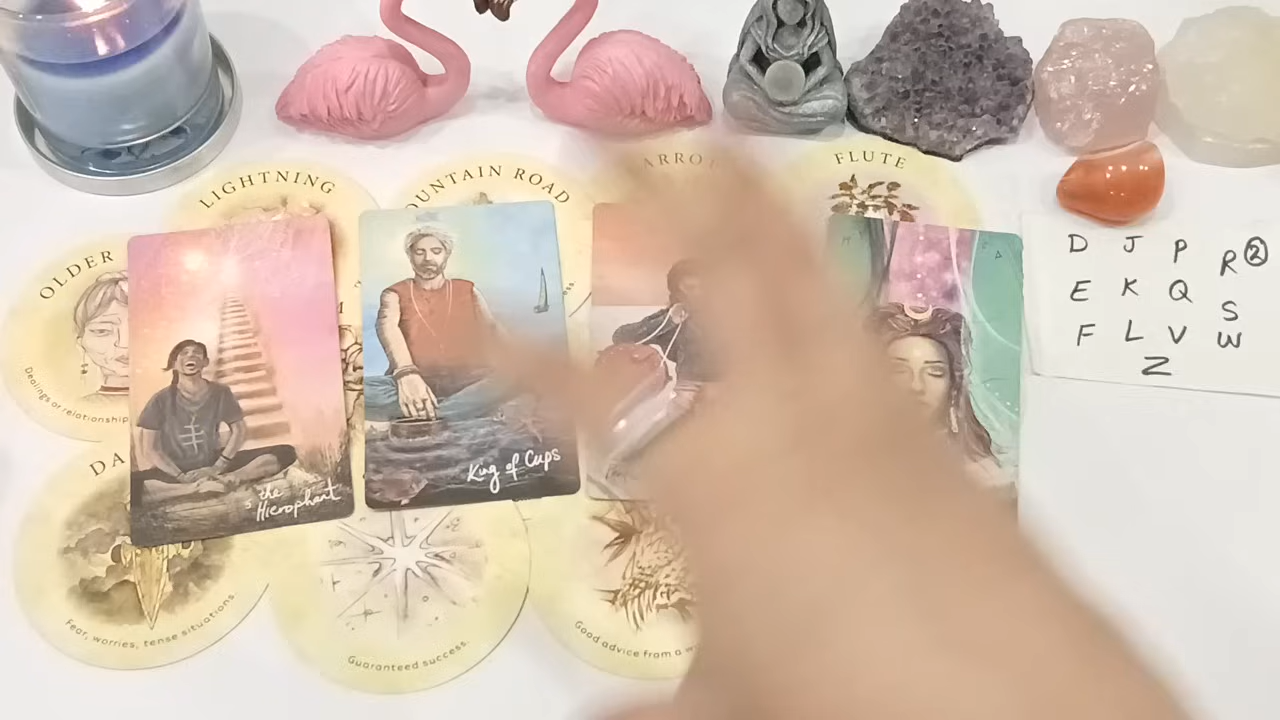 LIGHTNING
OUNTAIN ROAD
ARRO
FLUTE
OLDER
Dealings or relationship
5 the
Hierophant
King of Cups
DA
Fear, worries, tense situations.
Guaranteed success.
Good advice from a w
D J P R ②
E K Q S
F L V W
Z